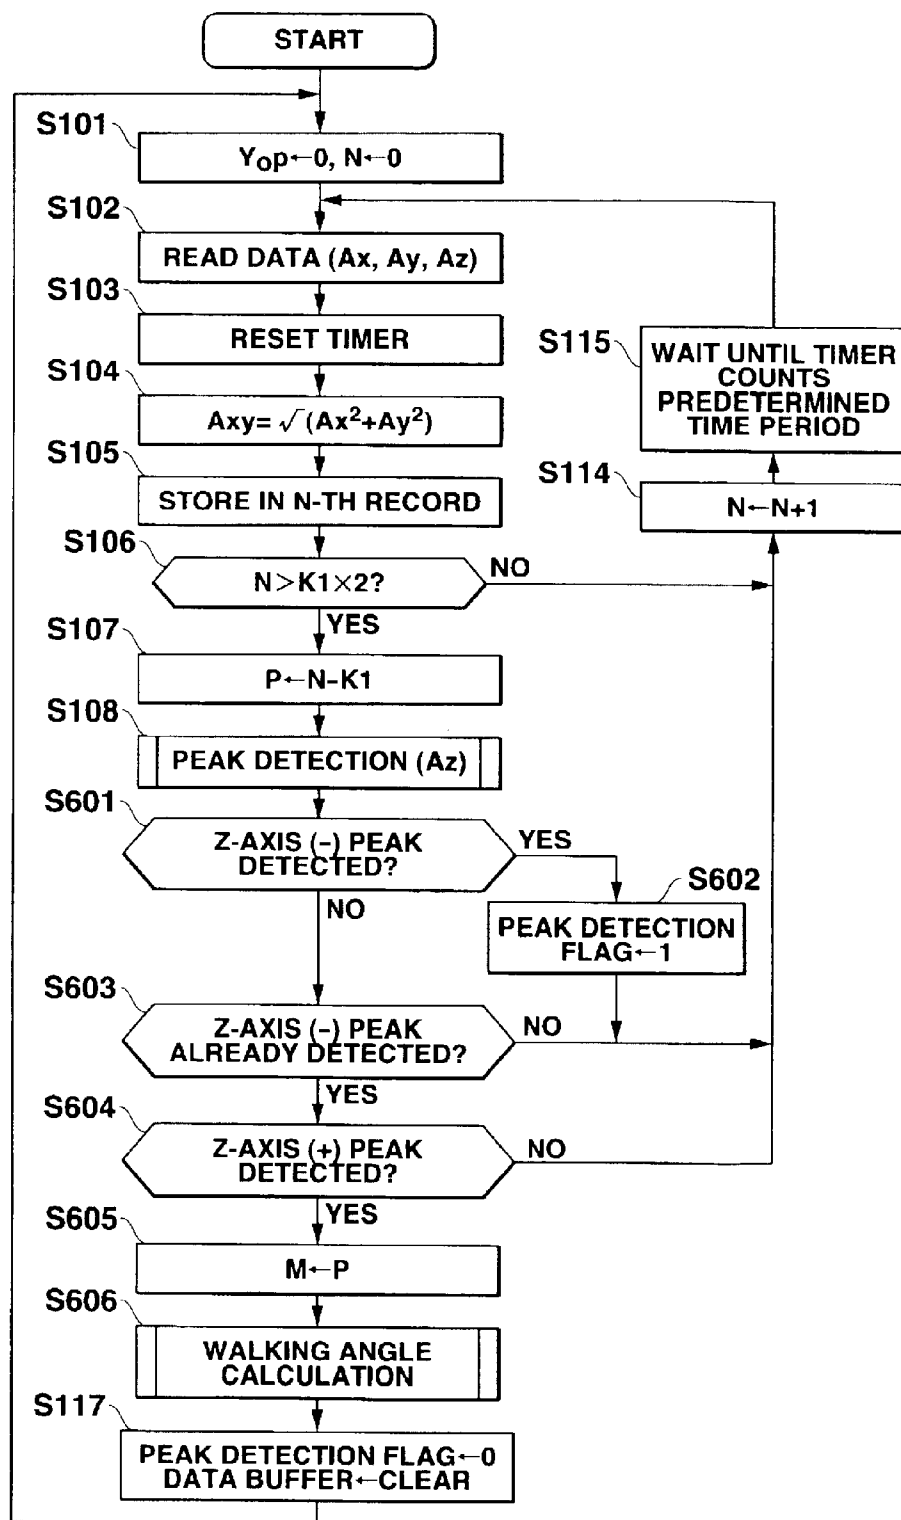 START
S101
Yop←0, N←0
S102
READ DATA (Ax, Ay, Az)
S103
RESET TIMER
S104
Axy=√(Ax²+Ay²)
S105
STORE IN N-TH RECORD
S106
N>K1×2?
NO
YES
S107
P←N-K1
S108
PEAK DETECTION (Az)
S601
Z-AXIS (-) PEAK
DETECTED?
YES
NO
S602
PEAK DETECTION
FLAG←1
S603
Z-AXIS (-) PEAK
ALREADY DETECTED?
NO
YES
S604
Z-AXIS (+) PEAK
DETECTED?
NO
YES
S605
M←P
S606
WALKING ANGLE
CALCULATION
S117
PEAK DETECTION FLAG←0
DATA BUFFER←CLEAR
S114
N←N+1
S115
WAIT UNTIL TIMER
COUNTS
PREDETERMINED
TIME PERIOD